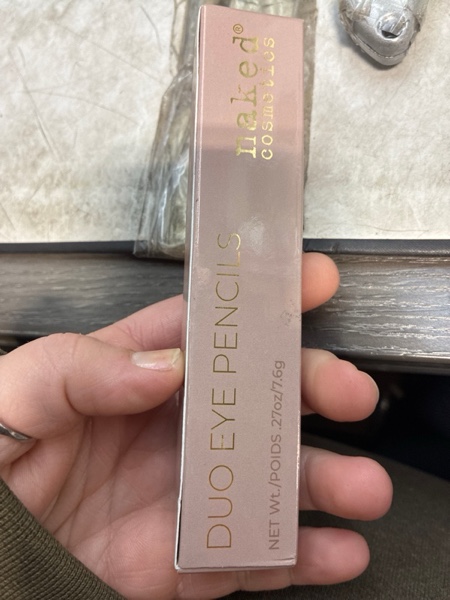 naked®
cosmetics
DUO EYE PENCILS
NET Wt./POIDS .27oz/7.6g